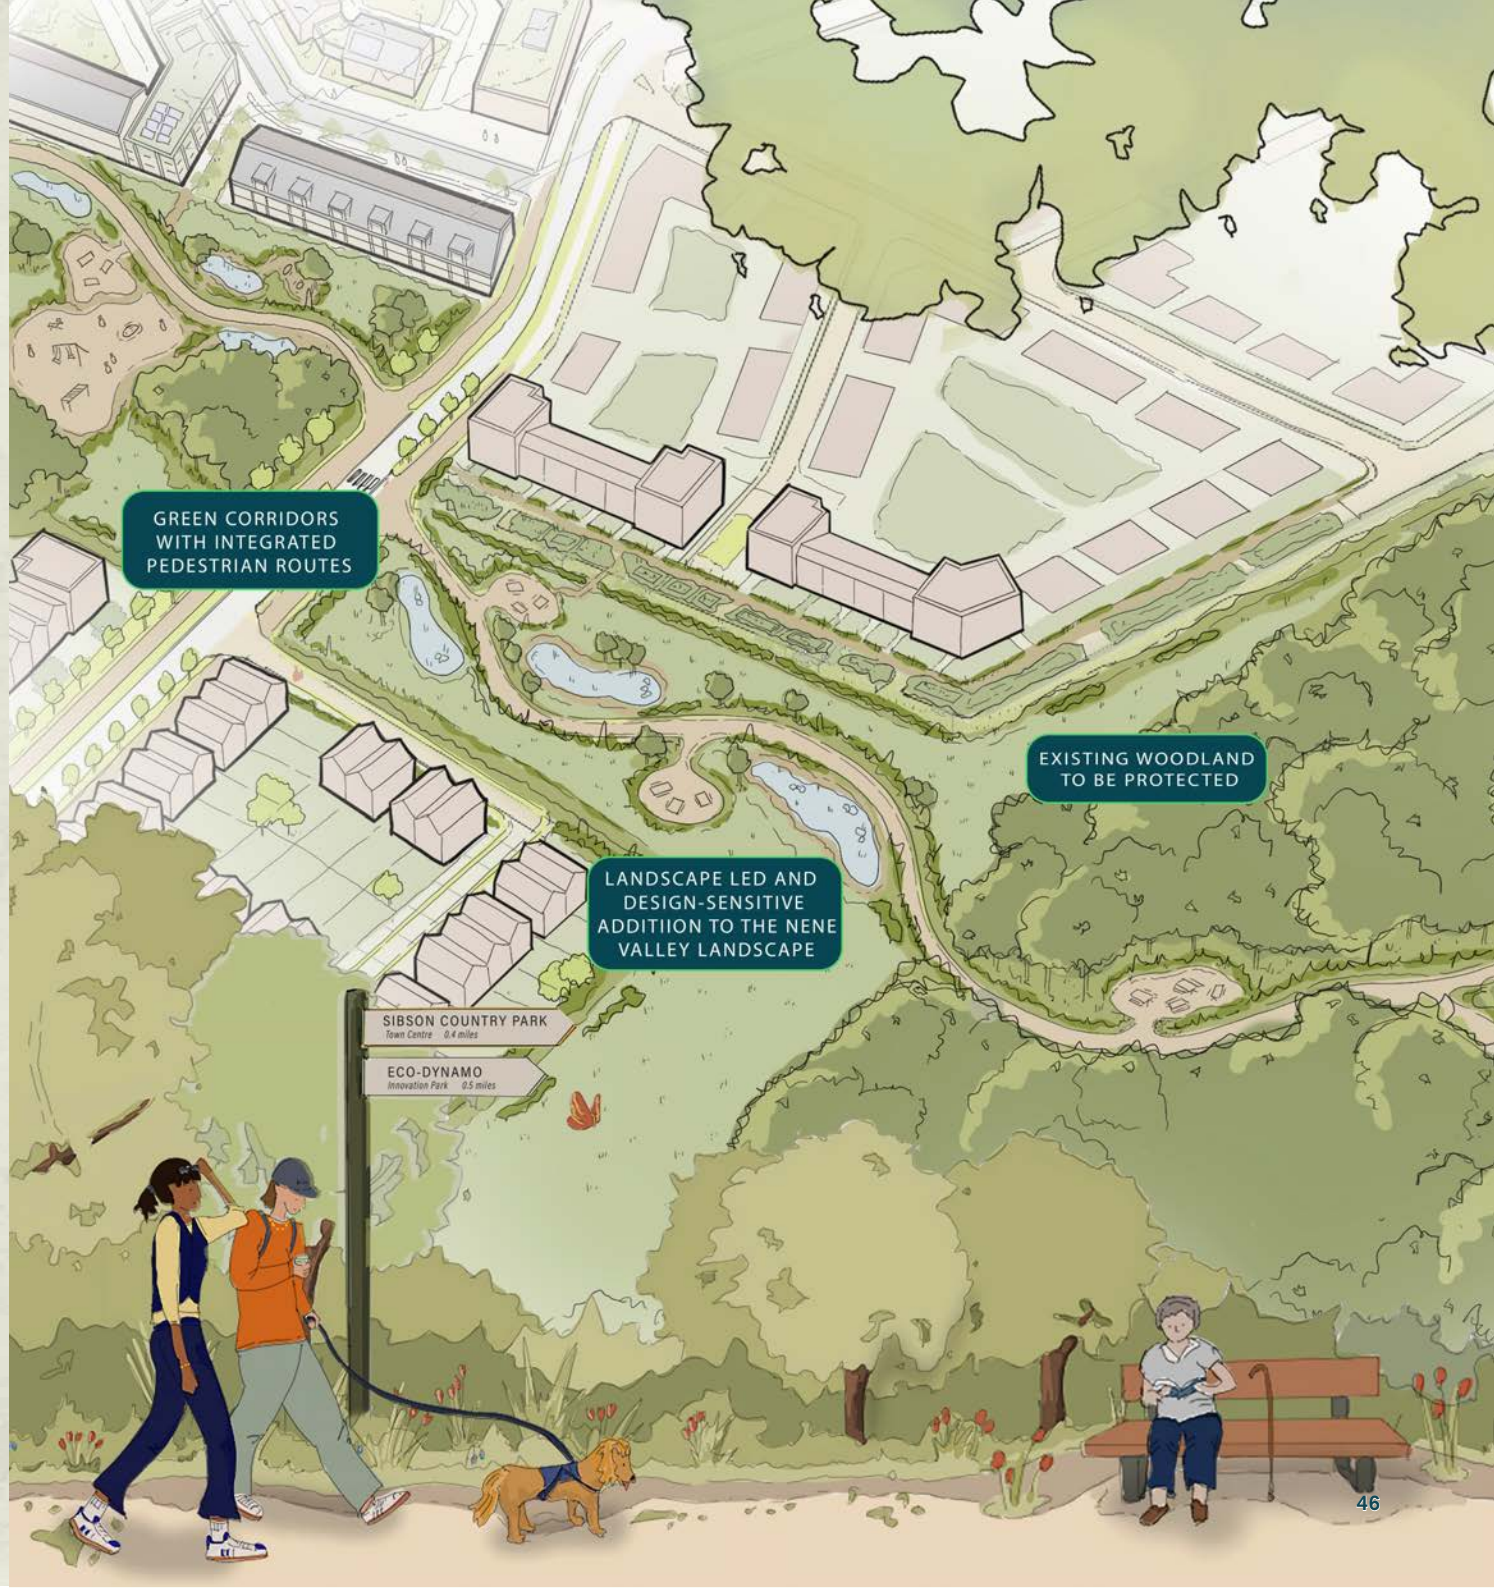 GREEN CORRIDORS
WITH INTEGRATED
PEDESTRIAN ROUTES
EXISTING WOODLAND
TO BE PROTECTED
LANDSCAPE LED AND
DESIGN-SENSITIVE
ADDITIION TO THE NENE
VALLEY LANDSCAPE
SIBSON COUNTRY PARK
Town Centre 0.4 miles
ECO-DYNAMO
Innovation Park 0.5 miles
46